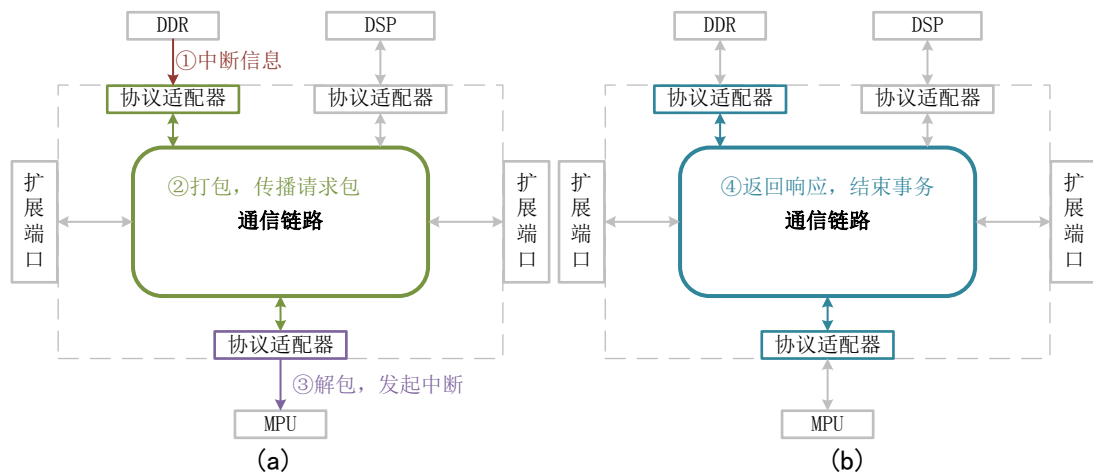 DDR
DSP
①中断信息
协议适配器
协议适配器
扩展端口
②打包，传播请求包
通信链路
扩展端口
协议适配器
③解包，发起中断
MPU
(a)
DDR
DSP
协议适配器
协议适配器
扩展端口
④返回响应，结束事务
通信链路
扩展端口
协议适配器
MPU
(b)